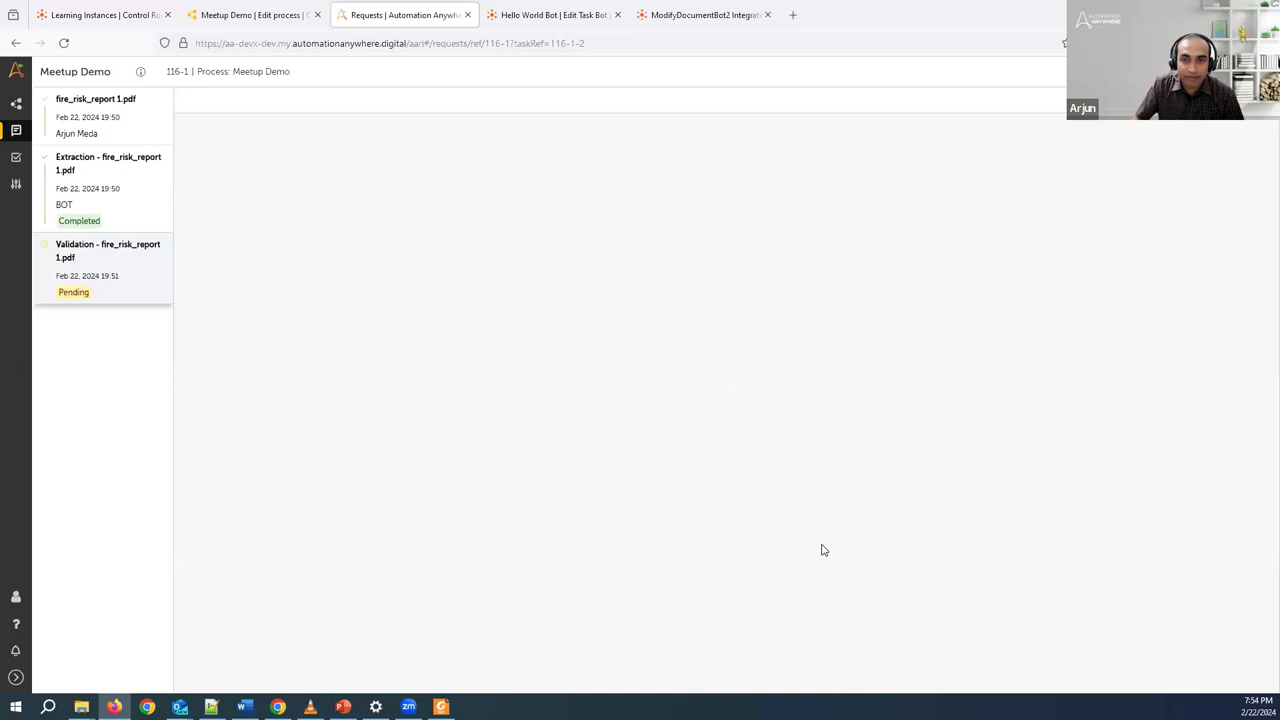 Learning Instances | Control Ro
Meetup Demo | Edit process | C
Requests | Automation Anywhe
Hello World Bot | Edit Task Bot |
ModifyDocumentBot2 Integrat
https://aa-devx-dev.my.automationanywhere.digital/aari#/requests/ref/116-1?taskRef=116-1-2
AUTOMATION
ANYWHERE
Arjun
Meetup Demo
116-1 | Process: Meetup Demo
fire_risk_report 1.pdf
Feb 22, 2024 19:50
Arjun Meda
Extraction - fire_risk_report
1.pdf
Feb 22, 2024 19:50
BOT
Completed
Validation - fire_risk_report
1.pdf
Feb 22, 2024 19:51
Pending
7:54 PM
2/22/2024